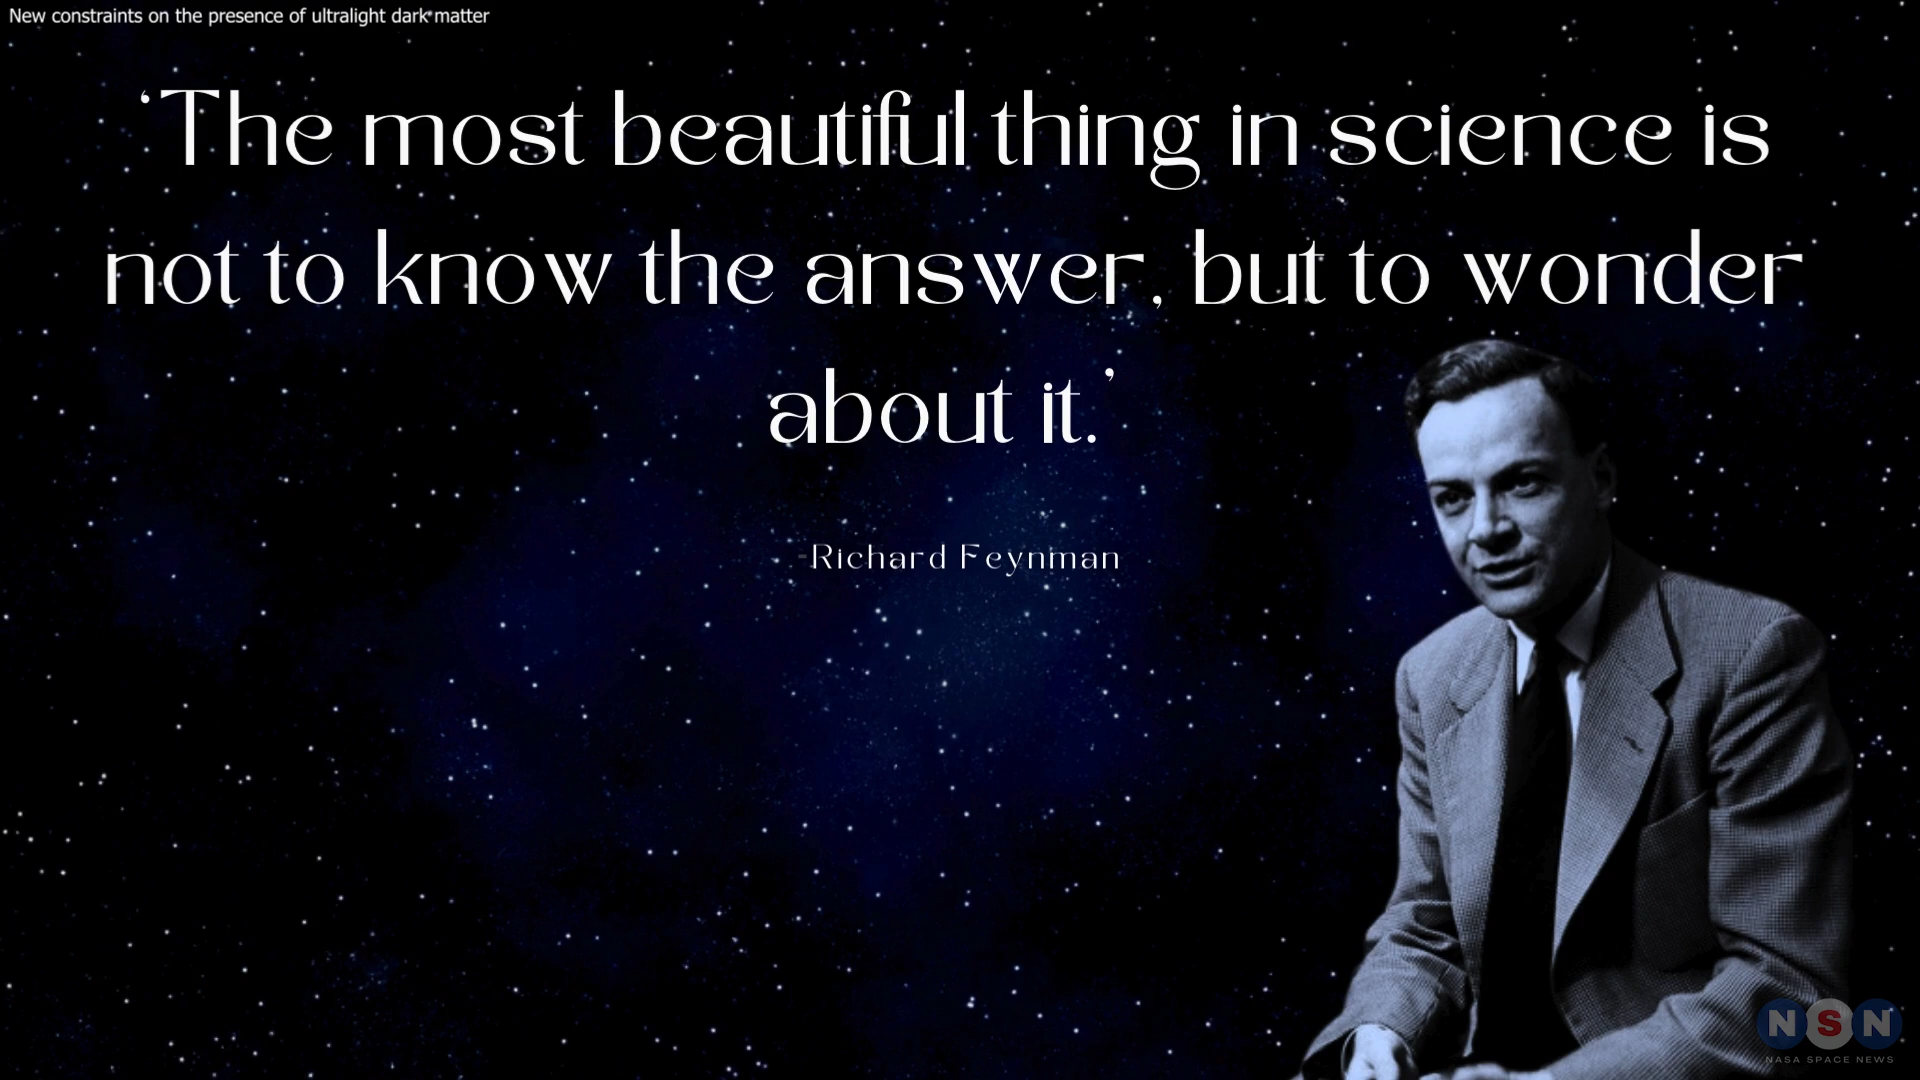 New constraints on the presence of ultralight dark matter
‘The most beautiful thing in science is
not to know the answer, but to wonder
about it.’
-Richard Feynman
NSN
NASA SPACE NEWS